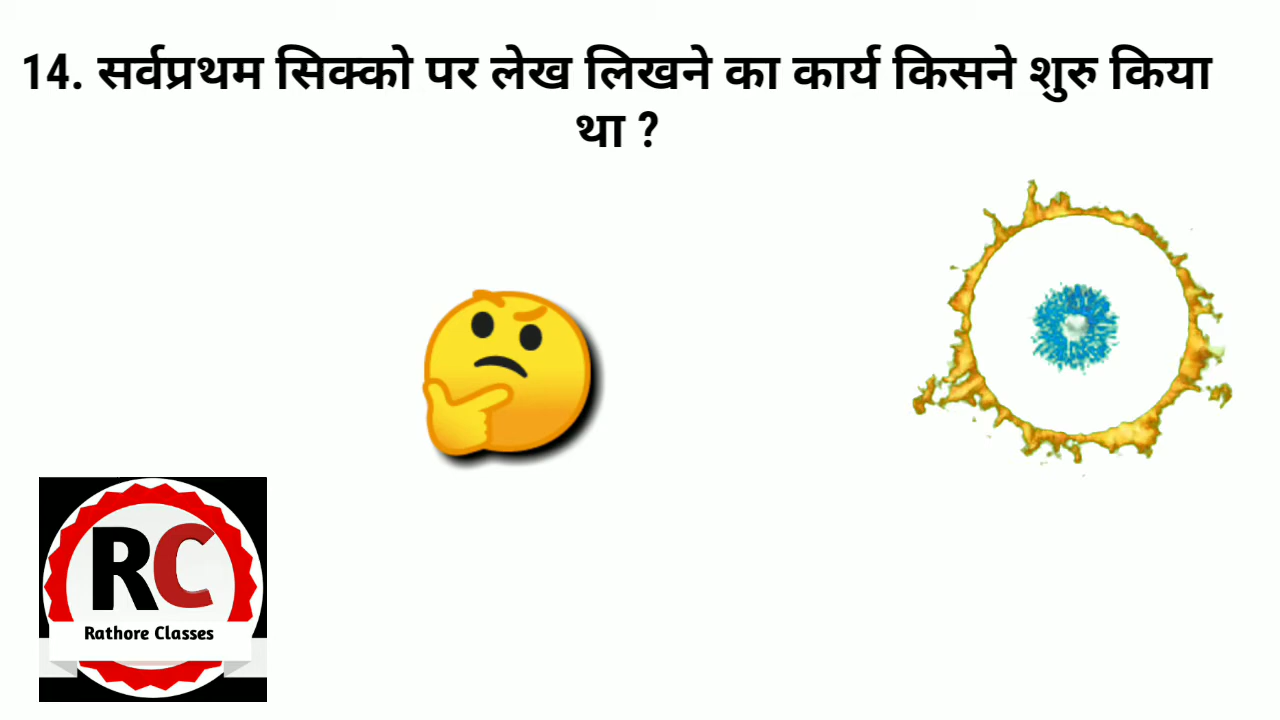 14. सर्वप्रथम सिक्को पर लेख लिखने का कार्य किसने शुरु किया
था ?
RC
Rathore Classes